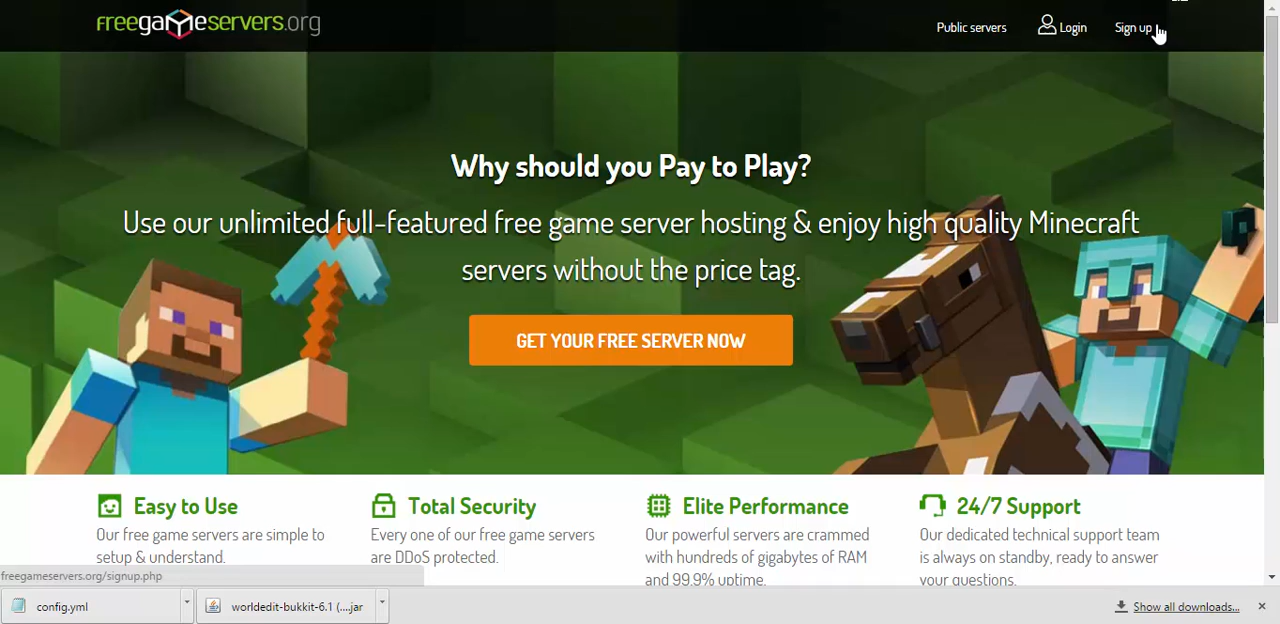 freegameservers.org
Public servers
Login
Sign up
Why should you Pay to Play?
Use our unlimited full-featured free game server hosting & enjoy high quality Minecraft
servers without the price tag.
GET YOUR FREE SERVER NOW
Easy to Use
Our free game servers are simple to
setup & understand.
Total Security
Every one of our free game servers
are DDoS protected.
Elite Performance
Our powerful servers are crammed
with hundreds of gigabytes of RAM
and 99.9% uptime.
24/7 Support
Our dedicated technical support team
is always on standby, ready to answer
your questions.
freegameservers.org/signup.php
config.yml
worldedit-bukkit-6.1 (....jar
Show all downloads...